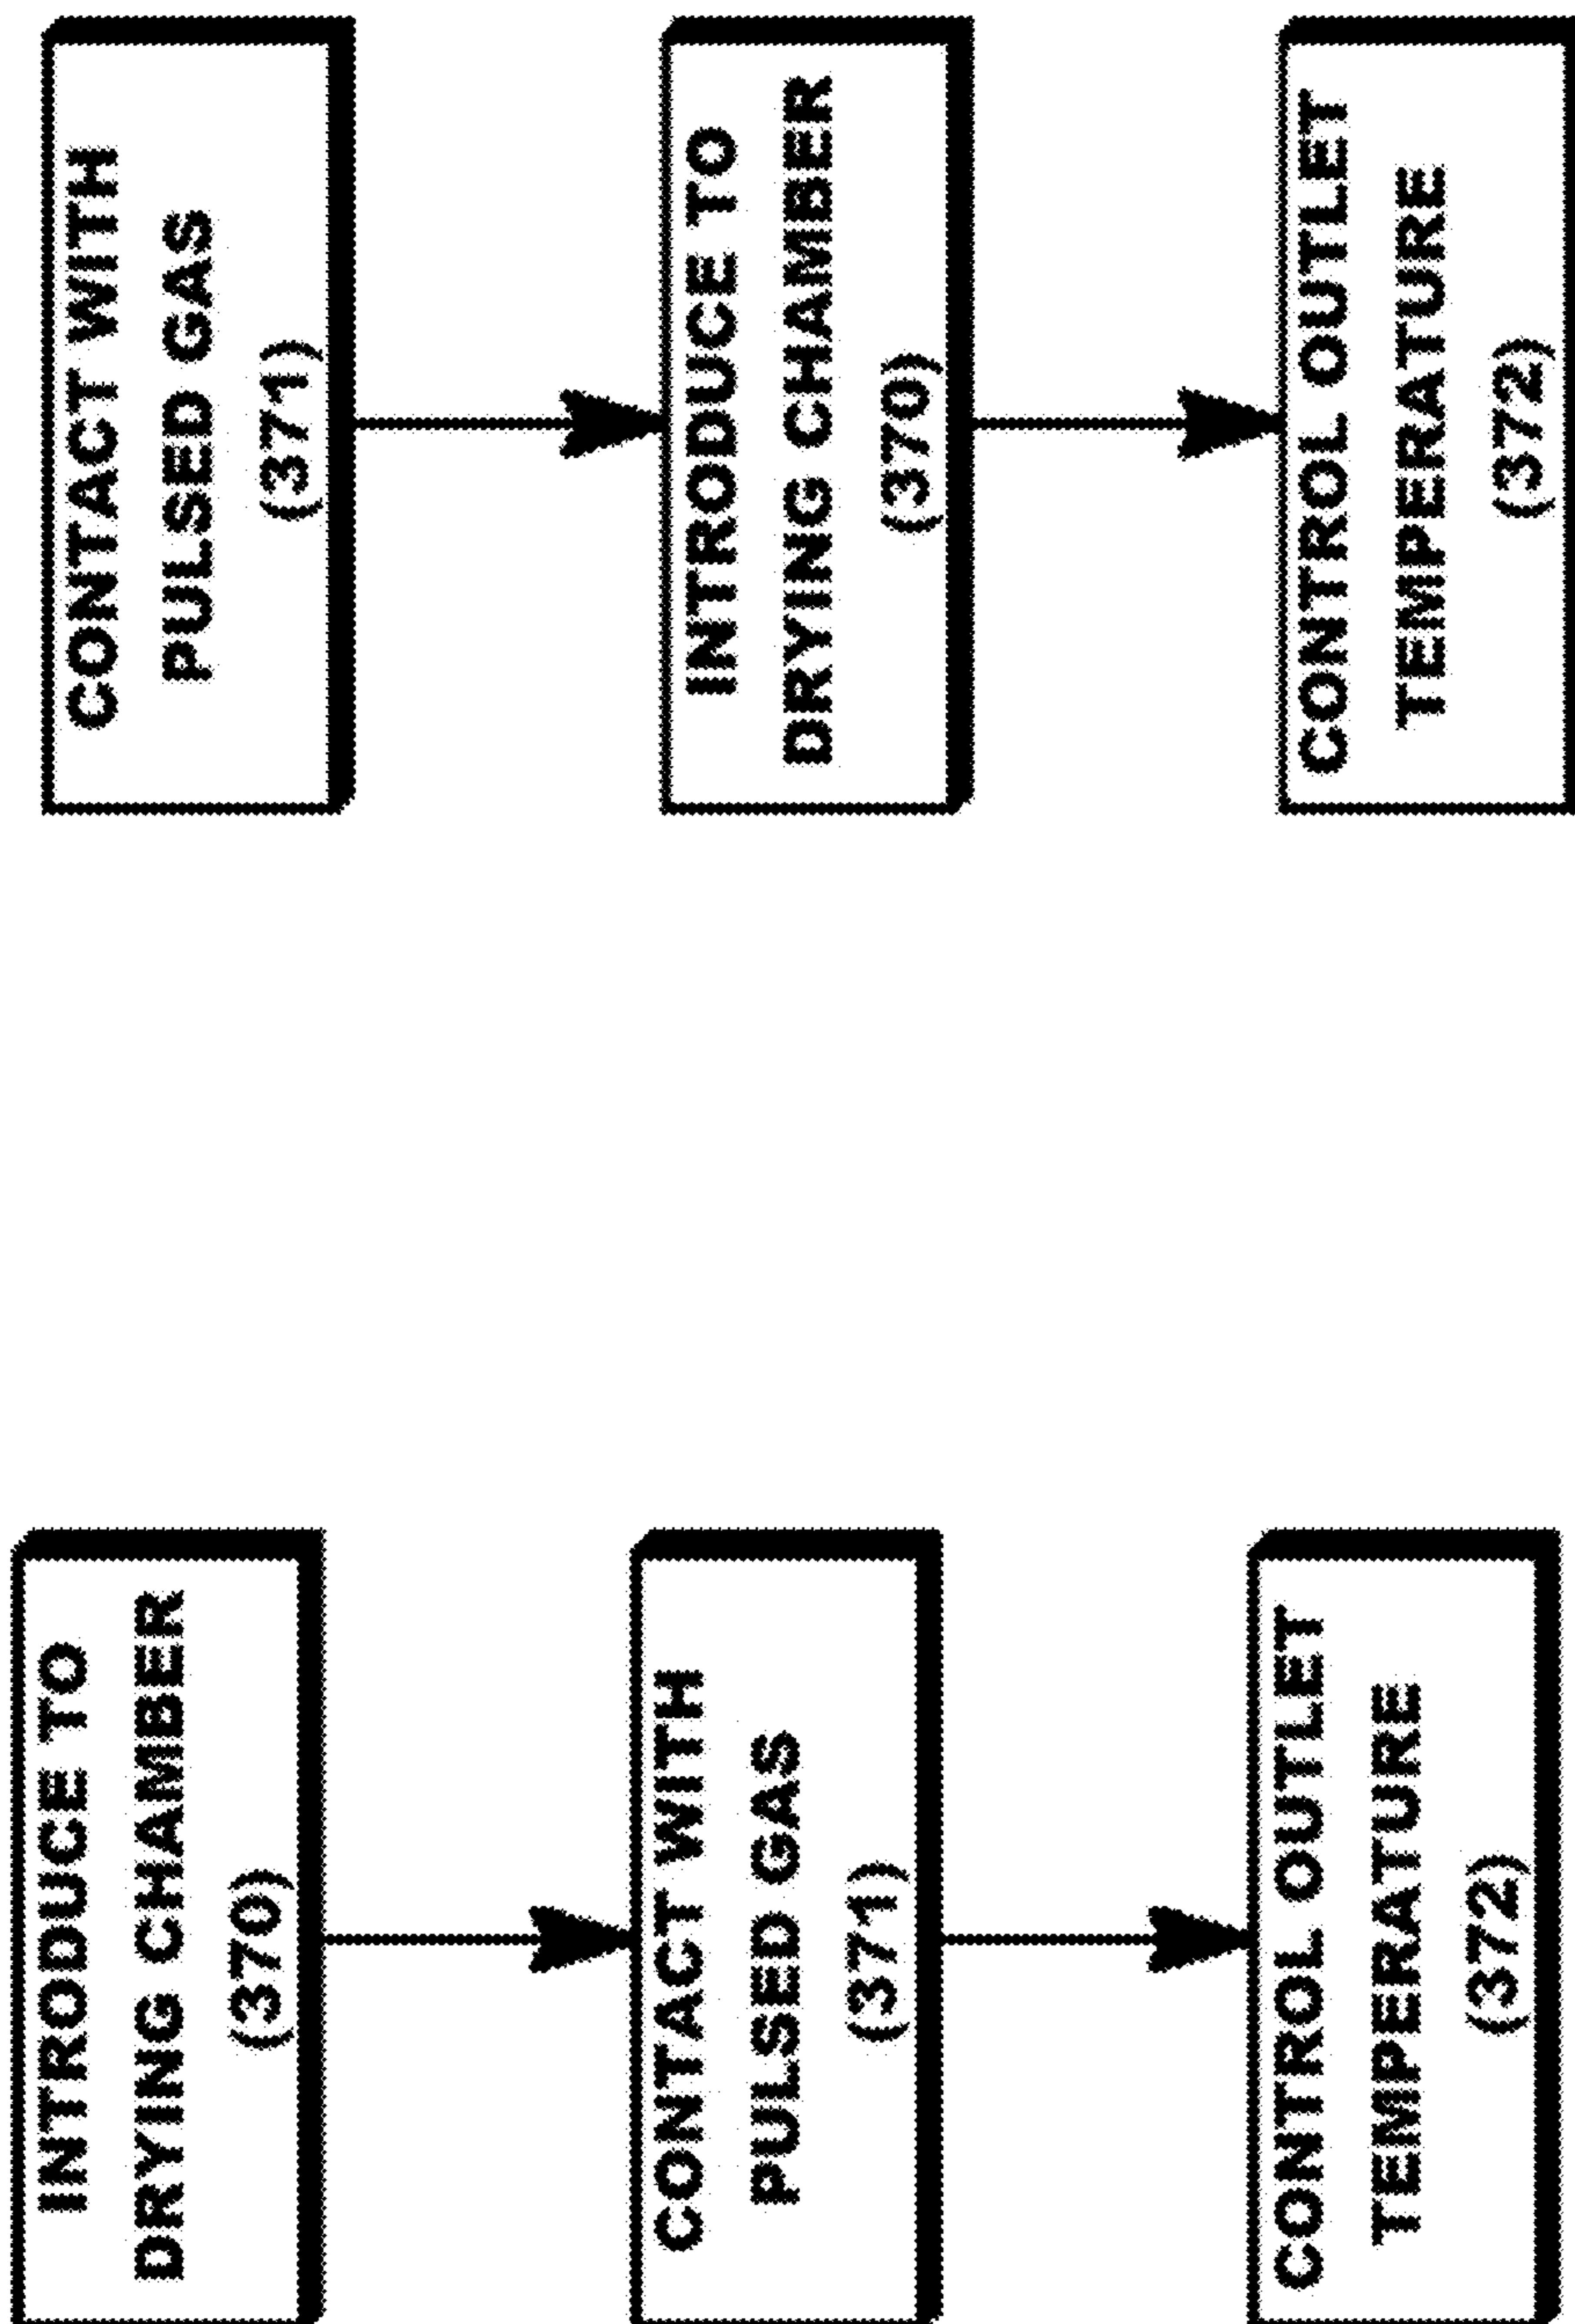 INTRODUCE TO
DRYING CHAMBER
(370)
CONTACT WITH
PULSED GAS
(371)
CONTROL OUTLET
TEMPERATURE
(372)
CONTACT WITH
PULSED GAS
(371)
INTRODUCE TO
DRYING CHAMBER
(370)
CONTROL OUTLET
TEMPERATURE
(372)